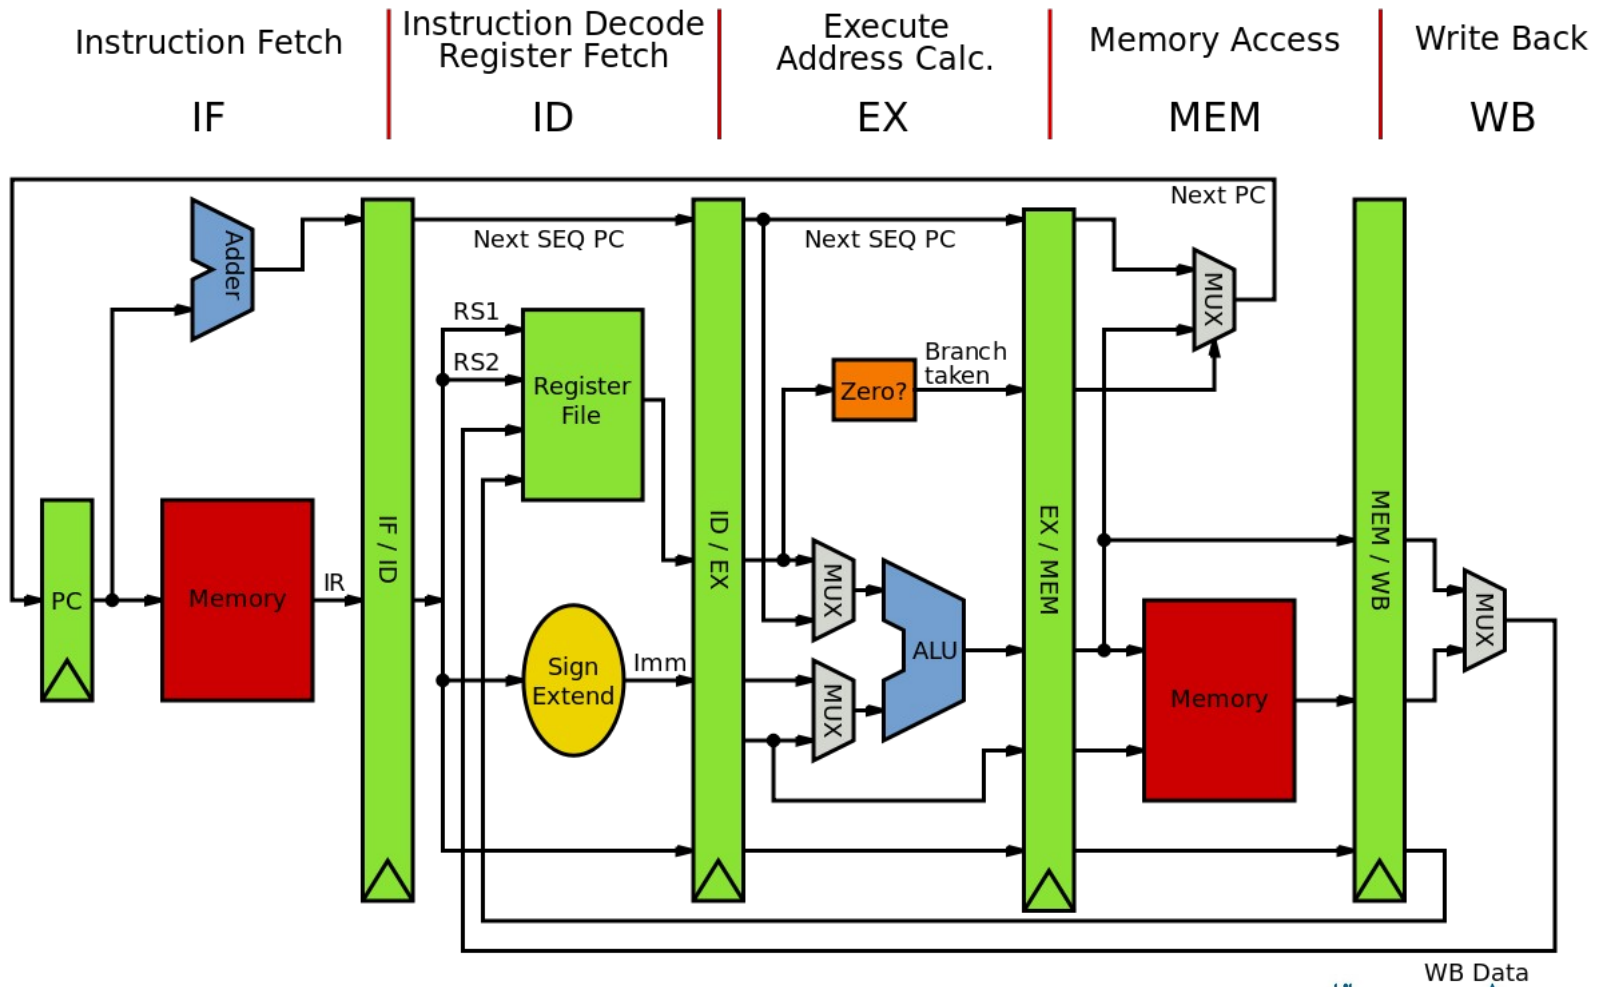 Instruction Fetch
IF
Instruction Decode
Register Fetch
ID
Execute
Address Calc.
EX
Memory Access
MEM
Write Back
WB
Next PC
Adder
Next SEQ PC
Next SEQ PC
MUX
RS1
RS2
Register
File
Zero?
Branch
taken
PC
Memory
IR
IF / ID
Sign
Extend
Imm
ID / EX
MUX
MUX
ALU
EX / MEM
Memory
MEM / WB
MUX
WB Data